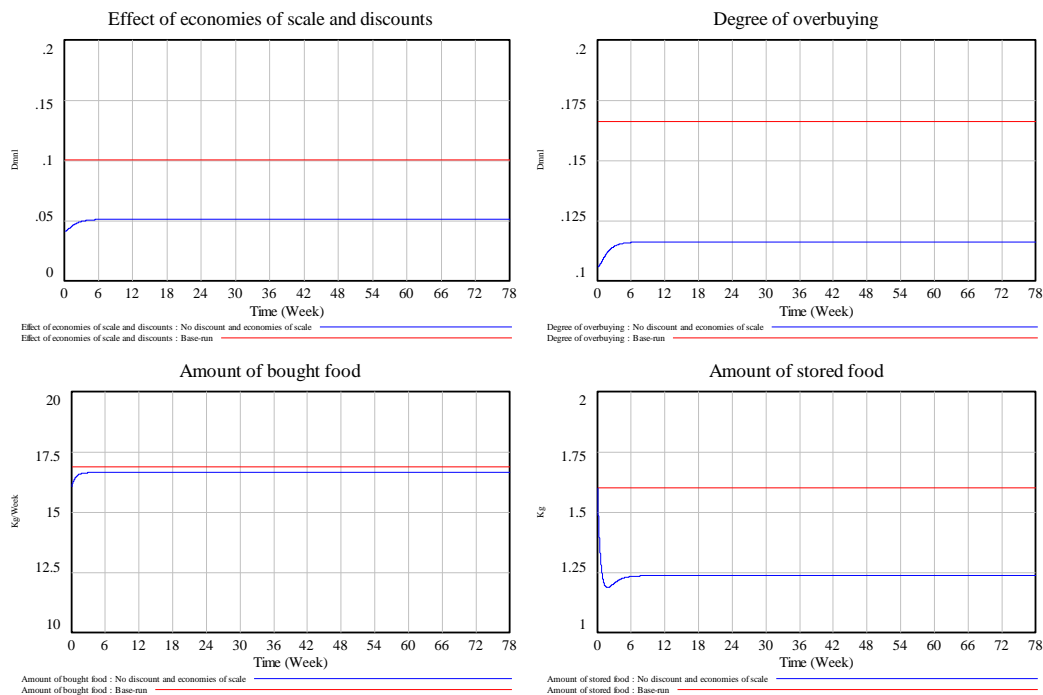 Effect of economies of scale and discounts
.2
.15
.1
.05
0
Dmnl
0 6 12 18 24 30 36 42 48 54 60 66 72 78
Time (Week)
Effect of economies of scale and discounts : No discount and economies of scale
Effect of economies of scale and discounts : Base-run
Degree of overbuying
.2
.175
.15
.125
.1
Dmnl
0 6 12 18 24 30 36 42 48 54 60 66 72 78
Time (Week)
Degree of overbuying : No discount and economies of scale
Degree of overbuying : Base-run
Amount of bought food
20
17.5
15
12.5
10
Kg/Week
0 6 12 18 24 30 36 42 48 54 60 66 72 78
Time (Week)
Amount of bought food : No discount and economies of scale
Amount of bought food : Base-run
Amount of stored food
2
1.75
1.5
1.25
1
Kg
0 6 12 18 24 30 36 42 48 54 60 66 72 78
Time (Week)
Amount of stored food : No discount and economies of scale
Amount of stored food : Base-run